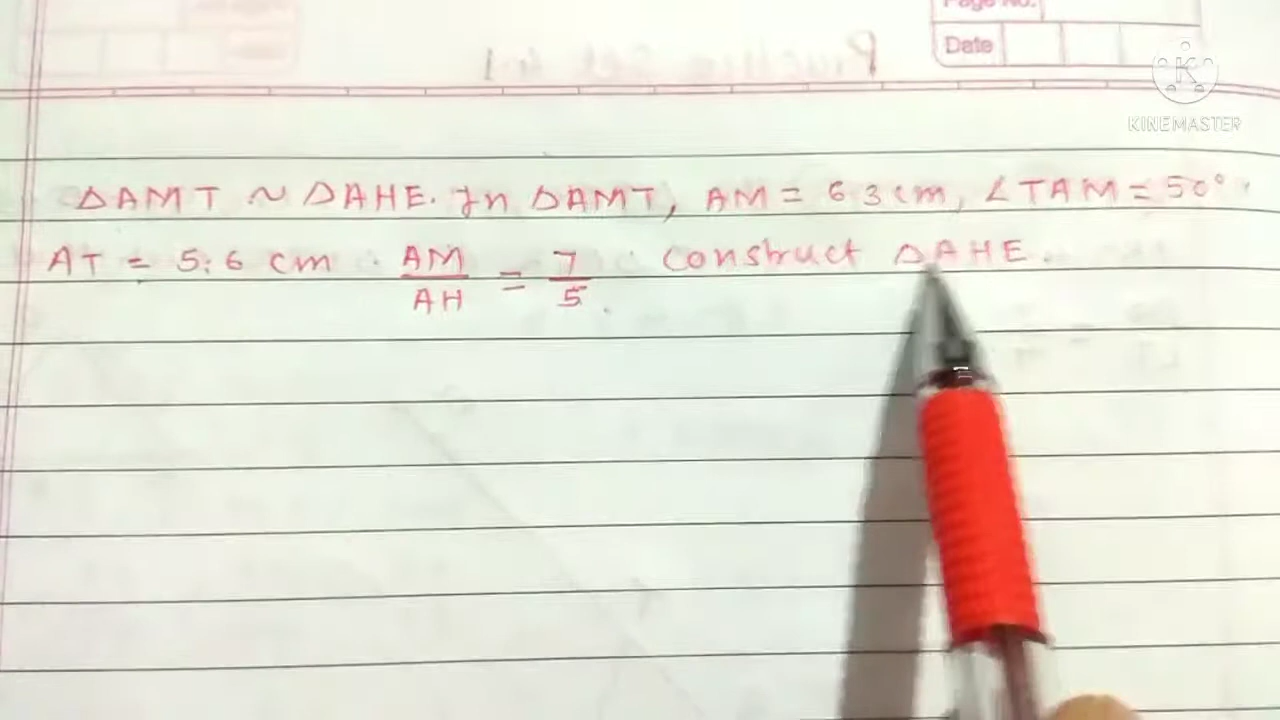 Page No.
Date
KINEMASTER
ΔAMT ~ ΔAHE. In ΔAMT, AM = 6 3 cm, ∠TAM = 50°.
AT = 5.6 cm . AM/AH = 7/5 . Construct ΔAHE.